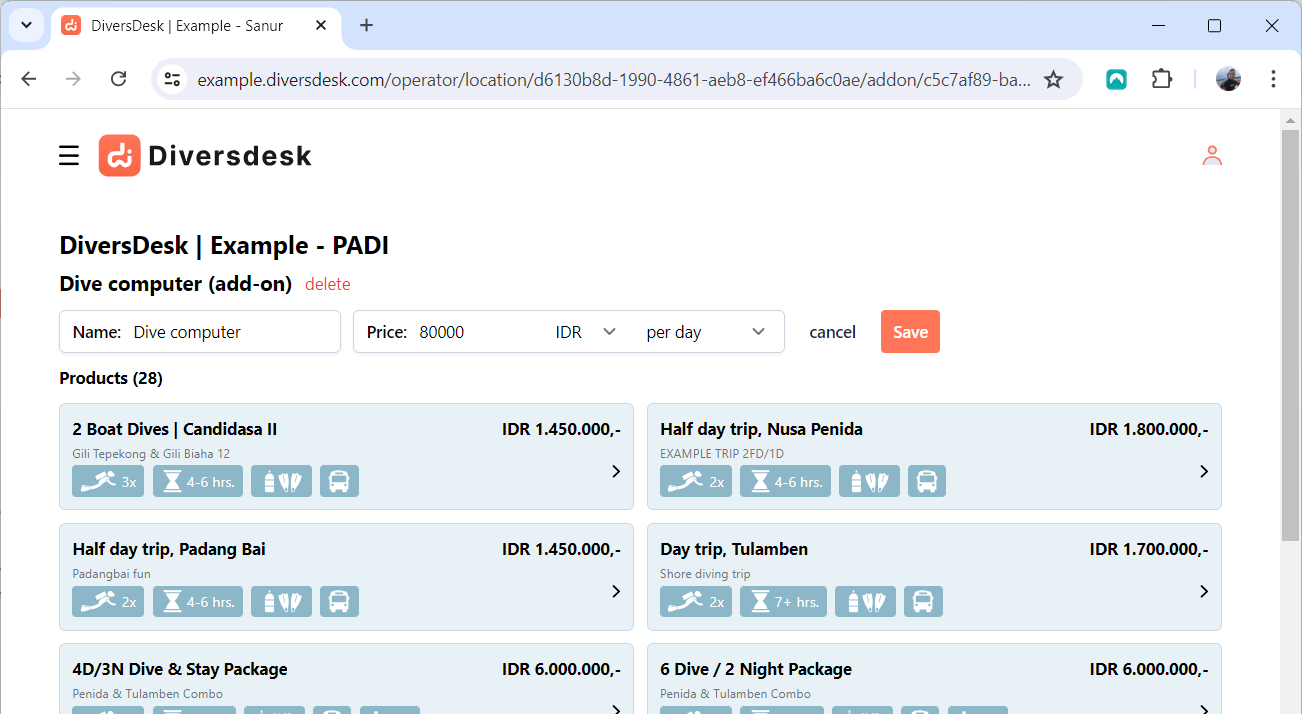 DiversDesk | Example - Sanur
example.diversdesk.com/operator/location/d6130b8d-1990-4861-aeb8-ef466ba6c0ae/addon/c5c7af89-ba...
Diversdesk
DiversDesk | Example - PADI
Dive computer (add-on) delete
Name: Dive computer Price: 80000 IDR per day cancel Save
Products (28)
2 Boat Dives | Candidasa II IDR 1.450.000,-
Gili Tepekong & Gili Biaha 12
3x 4-6 hrs.
Half day trip, Nusa Penida IDR 1.800.000,-
EXAMPLE TRIP 2FD/1D
2x 4-6 hrs.
Half day trip, Padang Bai IDR 1.450.000,-
Padangbai fun
2x 4-6 hrs.
Day trip, Tulamben IDR 1.700.000,-
Shore diving trip
2x 7+ hrs.
4D/3N Dive & Stay Package IDR 6.000.000,-
Penida & Tulamben Combo
6 Dive / 2 Night Package IDR 6.000.000,-
Penida & Tulamben Combo